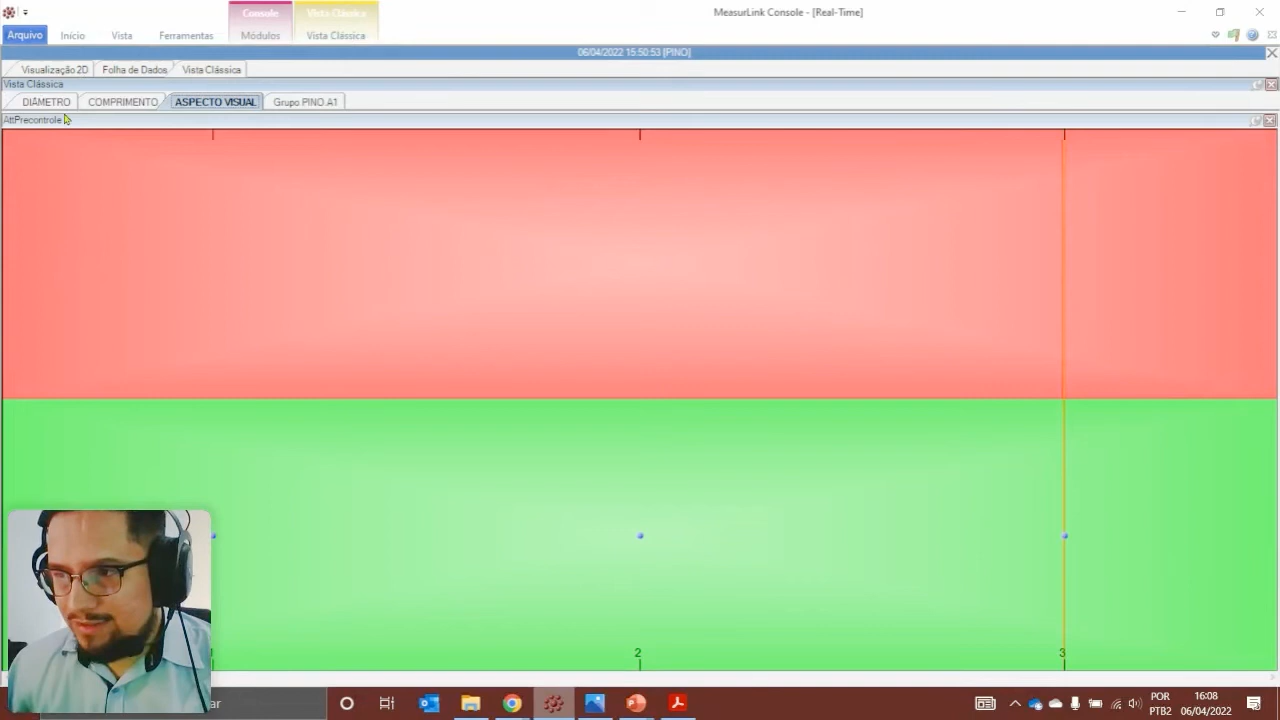 Console
Vista Clássica
MeasurLink Console - [Real-Time]
Arquivo
Início
Vista
Ferramentas
Módulos
Vista Clássica
06/04/2022 15:50:53 [PINO]
Visualização 2D
Folha de Dados
Vista Clássica
Vista Clássica
DIÂMETRO
COMPRIMENTO
ASPECTO VISUAL
Grupo PINO.A1
AttPrecontrole
2
3
ar
POR
PTB2
16:08
06/04/2022